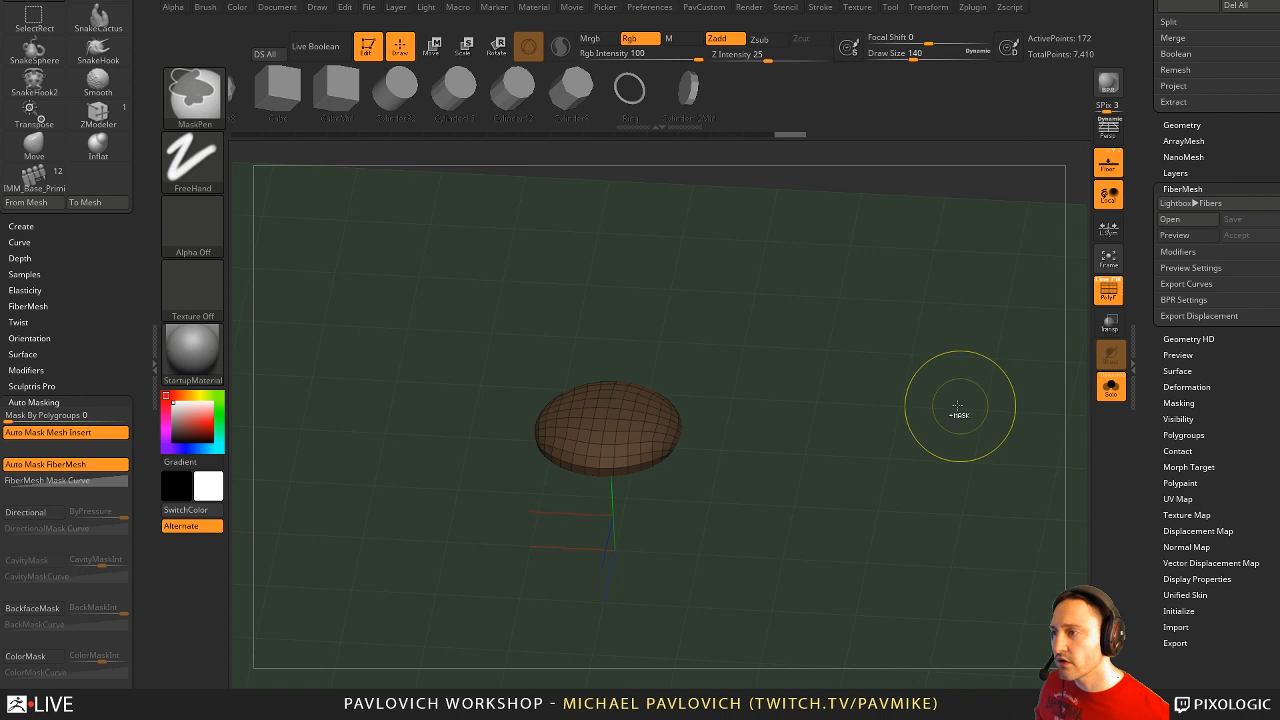 Alpha Brush Color Document Draw Edit File Layer Light Macro Marker Material Movie Picker Preferences PavCustom Render Stencil Stroke Texture Tool Transform Zplugin Zscript
SelectRect SnakeCactus
SnakeSphere SnakeHook
SnakeHook2 Smooth
Transpose ZModeler 1
Move Inflat
12
IMM_Base_Primi
From Mesh To Mesh
Create
Curve
Depth
Samples
Elasticity
FiberMesh
Twist
Orientation
Surface
Modifiers
Sculptris Pro
Auto Masking
Mask By Polygroups 0
Auto Mask Mesh Insert
Auto Mask FiberMesh
FiberMesh Mask Curve
Directional ByPressure
DirectionalMask Curve
CavityMask CavityMaskInt
CavityMaskCurve
BackfaceMask BackMaskInt
BackMaskCurve
ColorMask ColorMaskInt
ColorMaskCurve
MaskPen
FreeHand
Alpha Off
Texture Off
StartupMaterial
Gradient
SwitchColor
Alternate
DS All
Live Boolean
Edit Draw Move Scale Rotate
Mrgb Rgb M
Rgb Intensity 100
Zadd Zsub Zcut
Z Intensity 25
S
Focal Shift 0
Draw Size 140 Dynamic
D
ActivePoints: 172
TotalPoints: 7,410
+MASK
BPR
SPix 3
Dynamic
Persp
Floor
Local
L.Sym
Frame
PolyF
Transp
Solo
Del All
Split
Merge
Boolean
Remesh
Project
Extract
Geometry
ArrayMesh
NanoMesh
Layers
FiberMesh
Lightbox▶Fibers
Open Save
Preview Accept
Modifiers
Preview Settings
Export Curves
BPR Settings
Export Displacement
Geometry HD
Preview
Surface
Deformation
Masking
Visibility
Polygroups
Contact
Morph Target
Polypaint
UV Map
Texture Map
Displacement Map
Normal Map
Vector Displacement Map
Display Properties
Unified Skin
Initialize
Import
Export
LIVE
PAVLOVICH WORKSHOP - MICHAEL PAVLOVICH (TWITCH.TV/PAVMIKE)
PIXOLOGIC